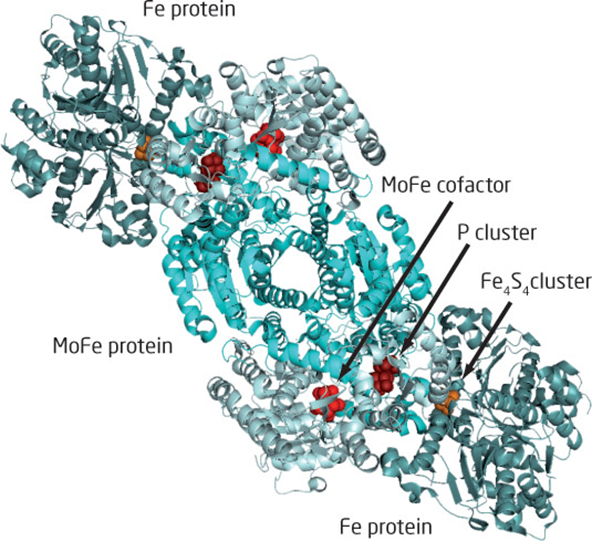 Fe protein
MoFe cofactor
P cluster
Fe₄S₄cluster
MoFe protein
Fe protein